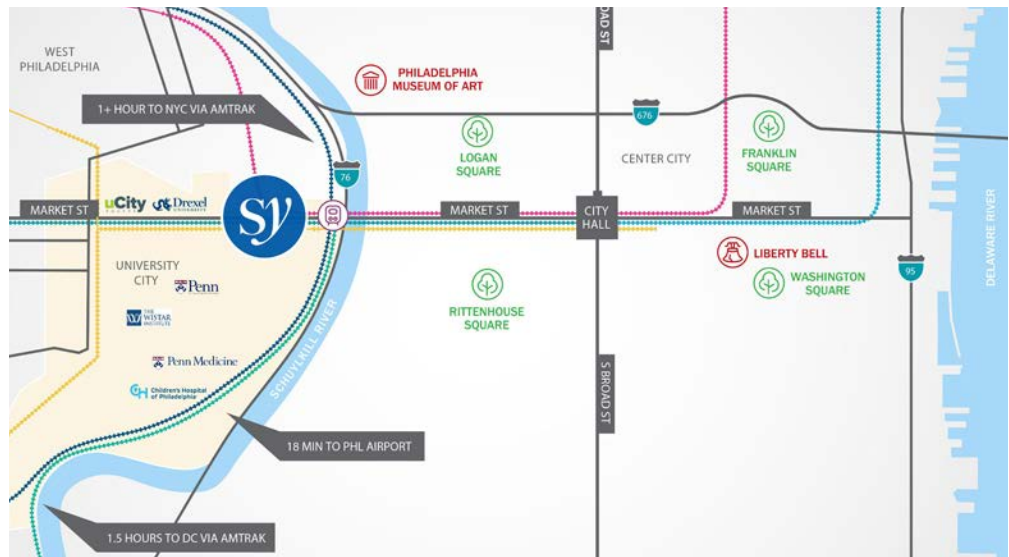 WEST
PHILADELPHIA
1+ HOUR TO NYC VIA AMTRAK
PHILADELPHIA
MUSEUM OF ART
LOGAN
SQUARE
OAD ST
676
CENTER CITY
FRANKLIN
SQUARE
76
MARKET ST
uCity
Drexel
UNIVERSITY
sy
MARKET ST
CITY
HALL
MARKET ST
LIBERTY BELL
WASHINGTON
SQUARE
95
DELAWARE RIVER
UNIVERSITY
CITY
Penn
THE
WISTAR
INSTITUTE
Penn Medicine
CH
Children's Hospital
of Philadelphia
RITTENHOUSE
SQUARE
SCHUYLKILL RIVER
S BROAD ST
18 MIN TO PHL AIRPORT
1.5 HOURS TO DC VIA AMTRAK